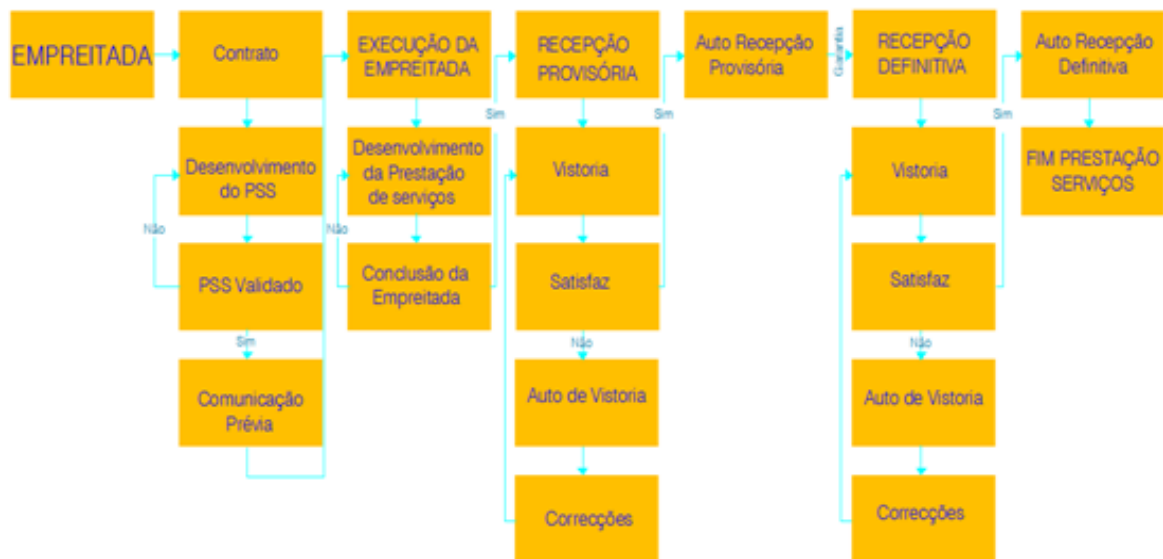 EMPREITADA
Contrato
Desenvolvimento
do PSS
Não
PSS Validado
Sim
Comunicação
Prévia
EXECUÇÃO DA
EMPREITADA
Desenvolvimento
da Prestação
de serviços
Não
Conclusão da
Empreitada
Sim
RECEPÇÃO
PROVISÓRIA
Vistoria
Satisfaz
Não
Auto de Vistoria
Correcções
Sim
Auto Recepção
Provisória
Garantia
RECEPÇÃO
DEFINITIVA
Vistoria
Satisfaz
Não
Auto de Vistoria
Correcções
Sim
Auto Recepção
Definitiva
FIM PRESTAÇÃO
SERVIÇOS